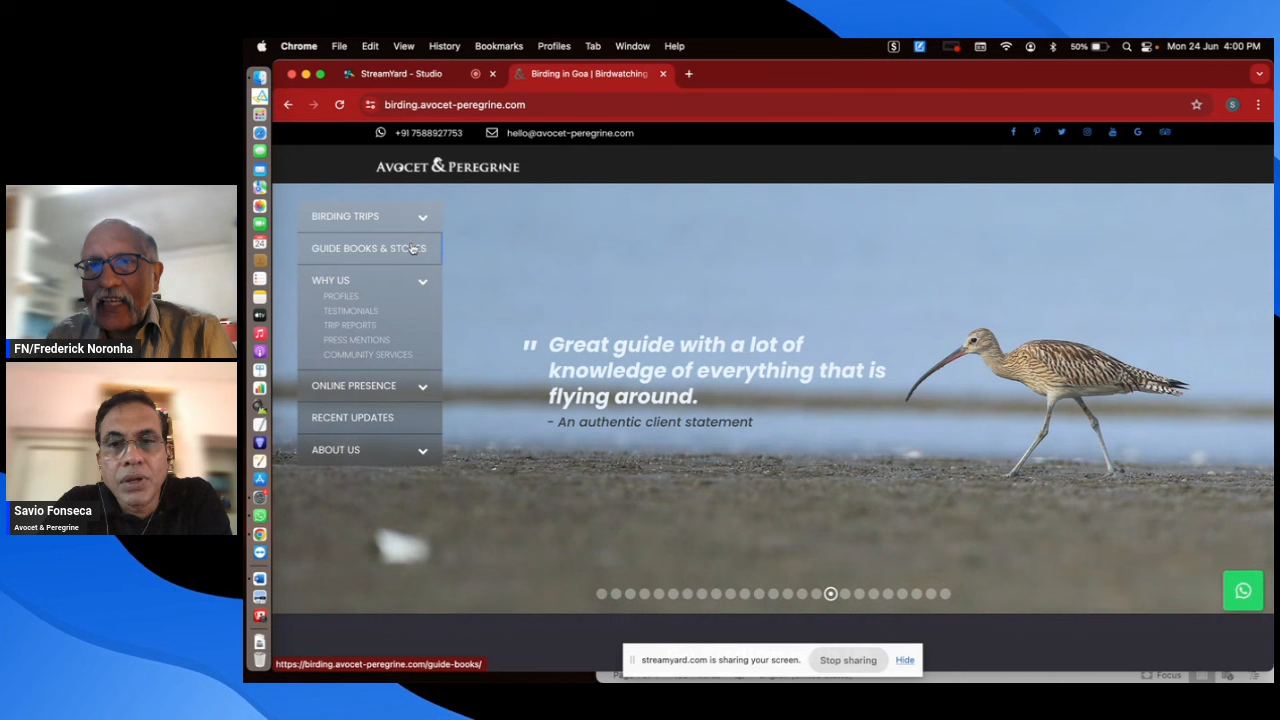 Chrome File Edit View History Bookmarks Profiles Tab Window Help
50% Mon 24 Jun 4:00 PM
StreamYard - Studio
Birding in Goa | Birdwatching
birding.avocet-peregrine.com
S
+91 7588927753
hello@avocet-peregrine.com
AVOCET & PEREGRINE
BIRDING TRIPS
GUIDE BOOKS &
WHY US
PROFILES
TESTIMONIALS
TRIP REPORTS
PRESS MENTIONS
COMMUNITY SERVICES
ONLINE PRESENCE
RECENT UPDATES
ABOUT US
" Great guide with a lot of
knowledge of everything that is
flying around.
- An authentic client statement
FN/Frederick Noronha
Savio Fonseca
Avocet & Peregrine
24
https://birding.avocet-peregrine.com/guide-books/
streamyard.com is sharing your screen.
Stop sharing
Hide
Focus